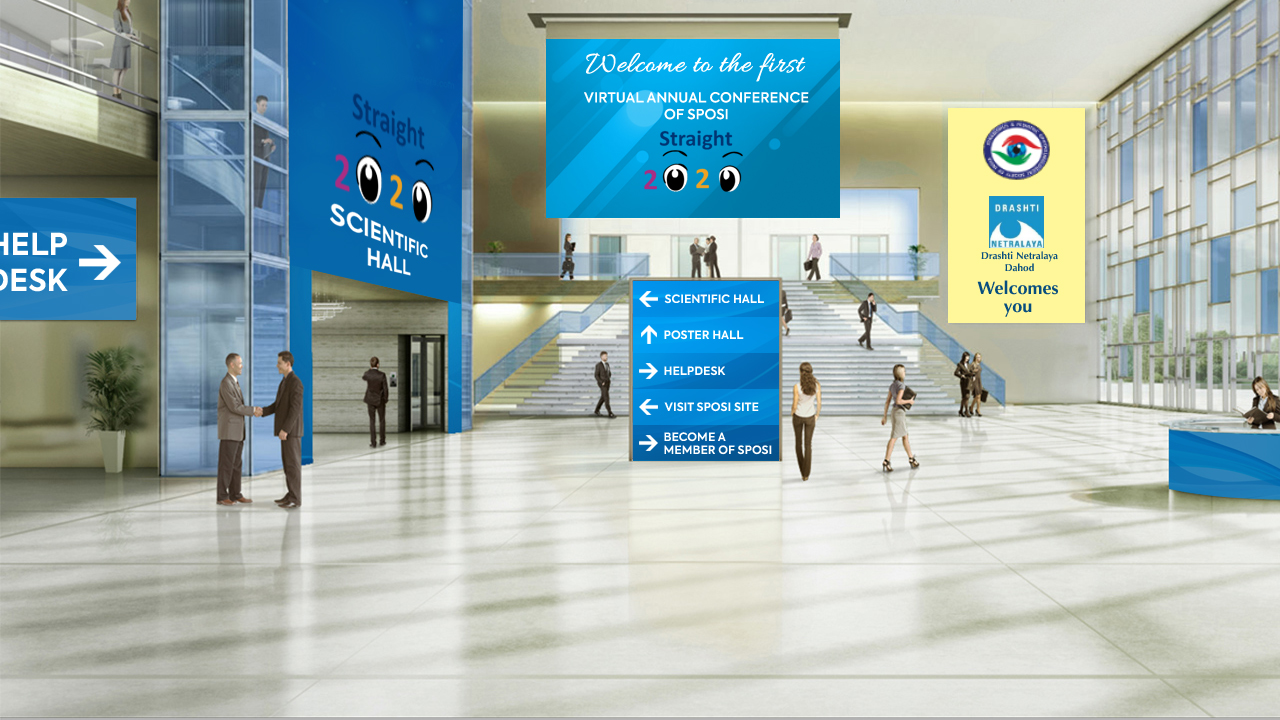 HELP
DESK
Straight
2020
SCIENTIFIC
HALL
Welcome to the first
VIRTUAL ANNUAL CONFERENCE
OF SPOSI
Straight
2020
SCIENTIFIC HALL
POSTER HALL
HELPDESK
VISIT SPOSI SITE
BECOME A
MEMBER OF SPOSI
DRASHTI
NETRALAYA
Drashti Netralaya
Dahod
Welcomes
you